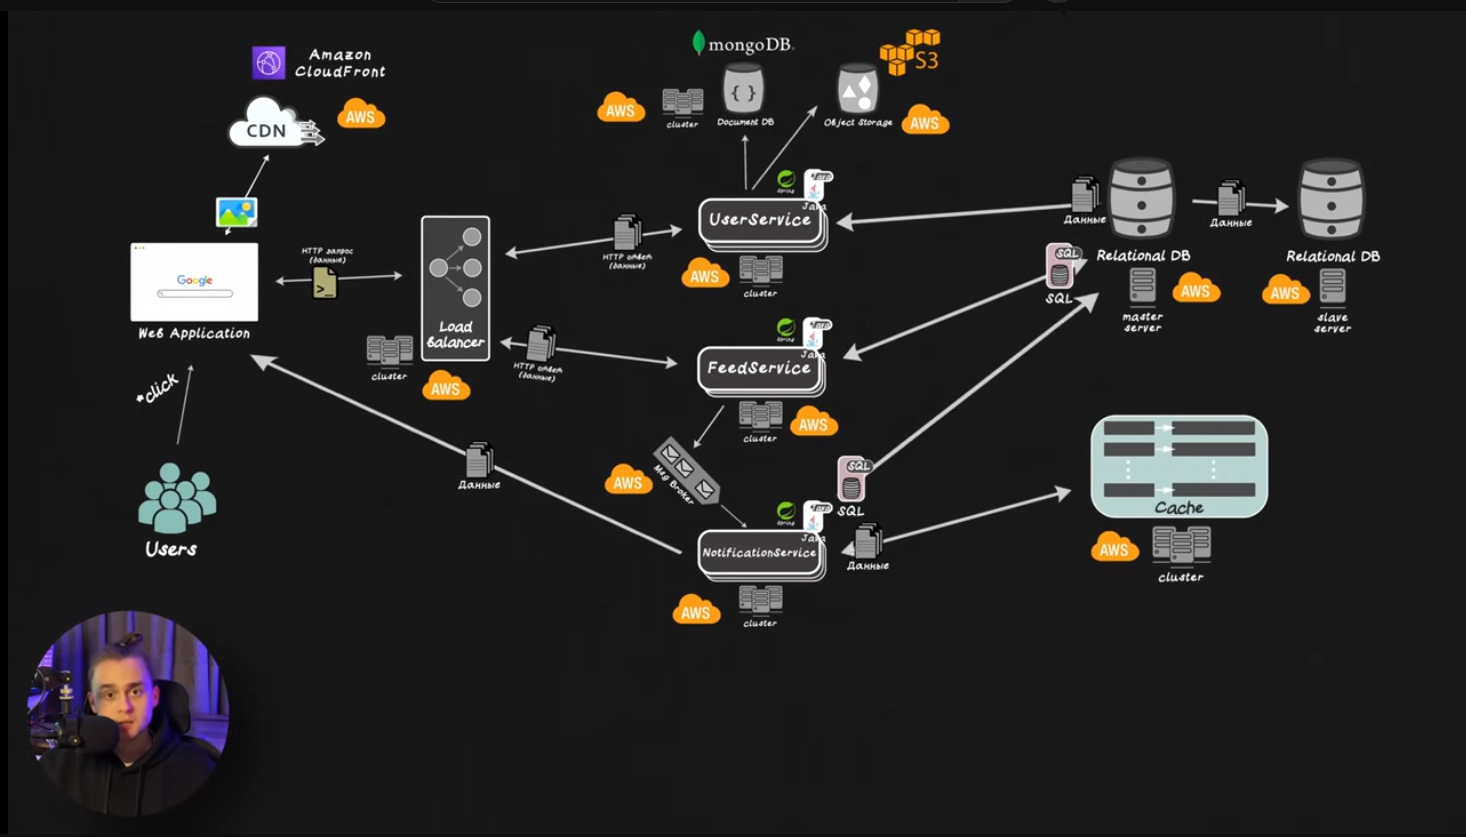 Amazon
CloudFront
CDN
AWS
mongoDB.
S3
AWS
cluster
{ }
Document DB
Object Storage
AWS
Spring
Java
UserService
AWS
cluster
HTTP запрос
(данные)
>_
Google
Web Application
Load
Balancer
cluster
AWS
HTTP ответ
(данные)
HTTP ответ
(данные)
Данные
Данные
Relational DB
master
server
AWS
Relational DB
AWS
slave
server
SQL
SQL
Spring
Java
FeedService
cluster
AWS
AWS
Msg Broker
SQL
SQL
*click
Users
Данные
Spring
Java
NotificationService
Данные
AWS
cluster
Cache
AWS
cluster